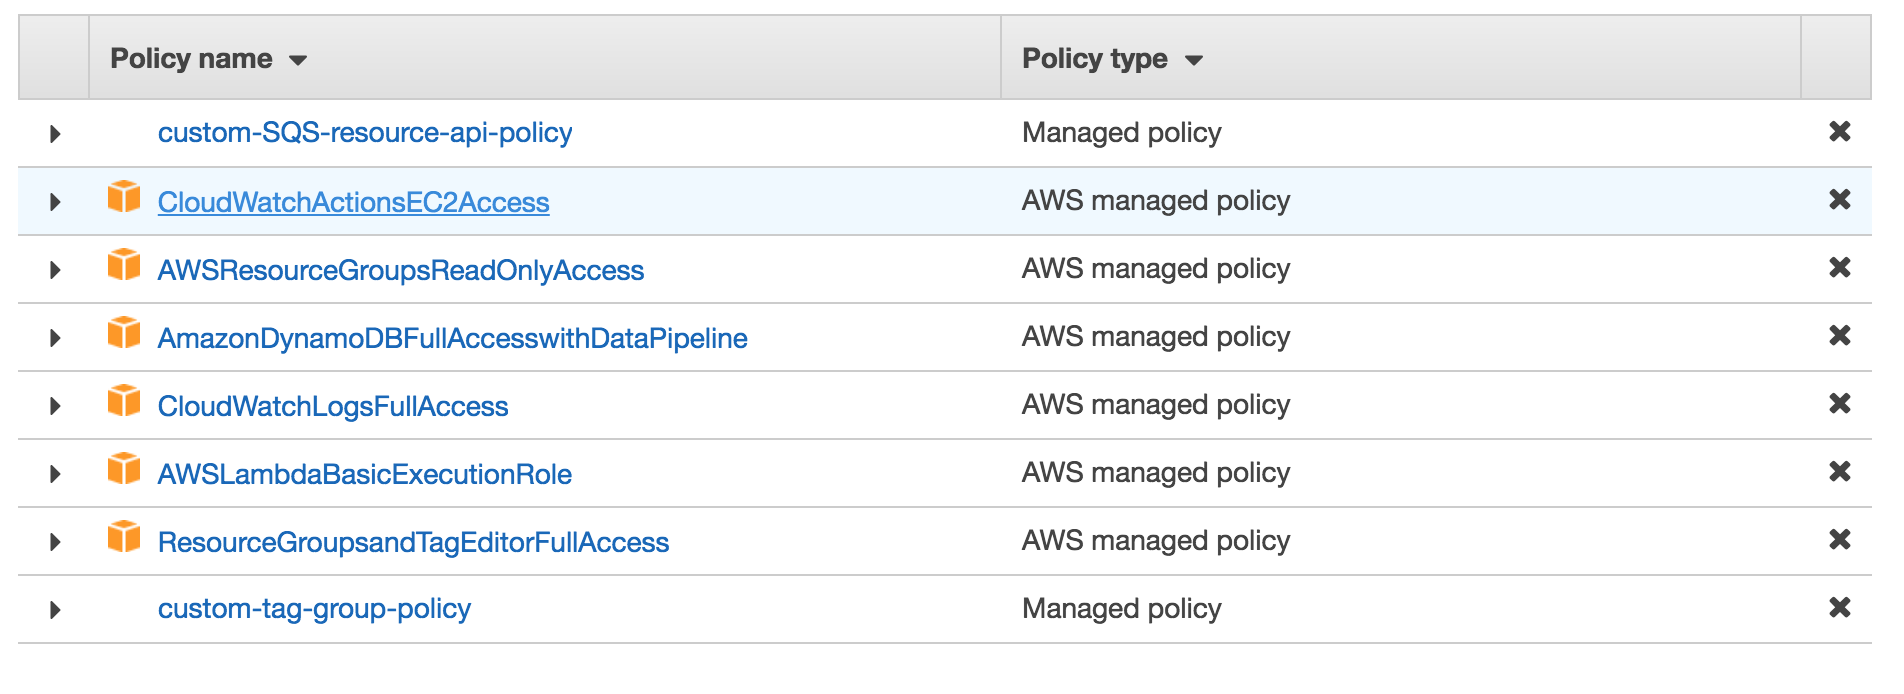 Policy name Policy type
custom-SQS-resource-api-policy Managed policy
CloudWatchActionsEC2Access AWS managed policy
AWSResourceGroupsReadOnlyAccess AWS managed policy
AmazonDynamoDBFullAccesswithDataPipeline AWS managed policy
CloudWatchLogsFullAccess AWS managed policy
AWSLambdaBasicExecutionRole AWS managed policy
ResourceGroupsandTagEditorFullAccess AWS managed policy
custom-tag-group-policy Managed policy